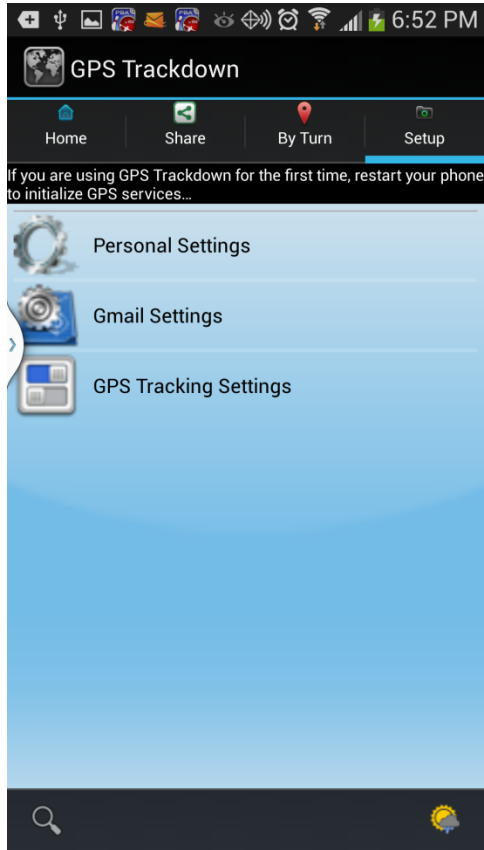 6:52 PM
GPS Trackdown
Home Share By Turn Setup
If you are using GPS Trackdown for the first time, restart your phone
to initialize GPS services...
Personal Settings
Gmail Settings
GPS Tracking Settings